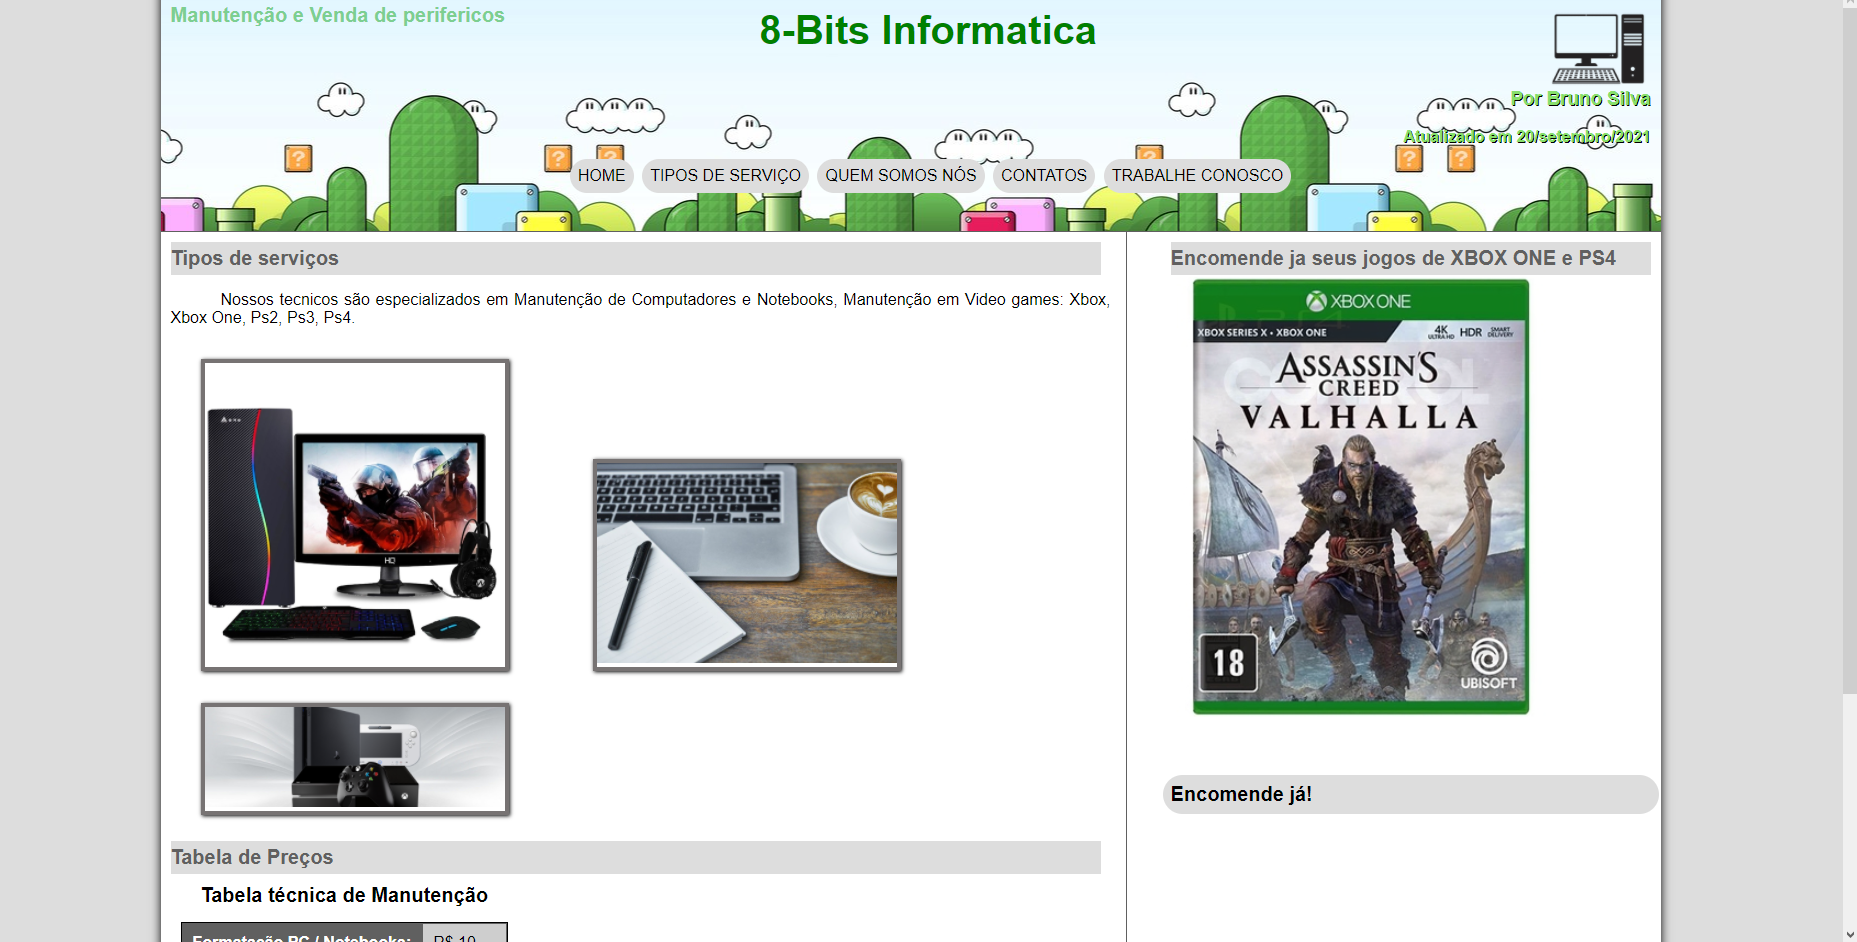 Manutenção e Venda de perifericos
8-Bits Informatica
Por Bruno Silva
Atualizado em 20/setembro/2021
HOME
TIPOS DE SERVIÇO
QUEM SOMOS NÓS
CONTATOS
TRABALHE CONOSCO
Tipos de serviços
Nossos tecnicos são especializados em Manutenção de Computadores e Notebooks, Manutenção em Video games: Xbox,
Xbox One, Ps2, Ps3, Ps4.
HQ
Encomende ja seus jogos de XBOX ONE e PS4
XBOX ONE
XBOX SERIES X • XBOX ONE
4K
ULTRA HD
HDR
SMART
DELIVERY
ASSASSIN'S
CREED
VALHALLA
18
UBISOFT
Encomende já!
Tabela de Preços
Tabela técnica de Manutenção
Formatação PC / Notebooks:
R$ 10